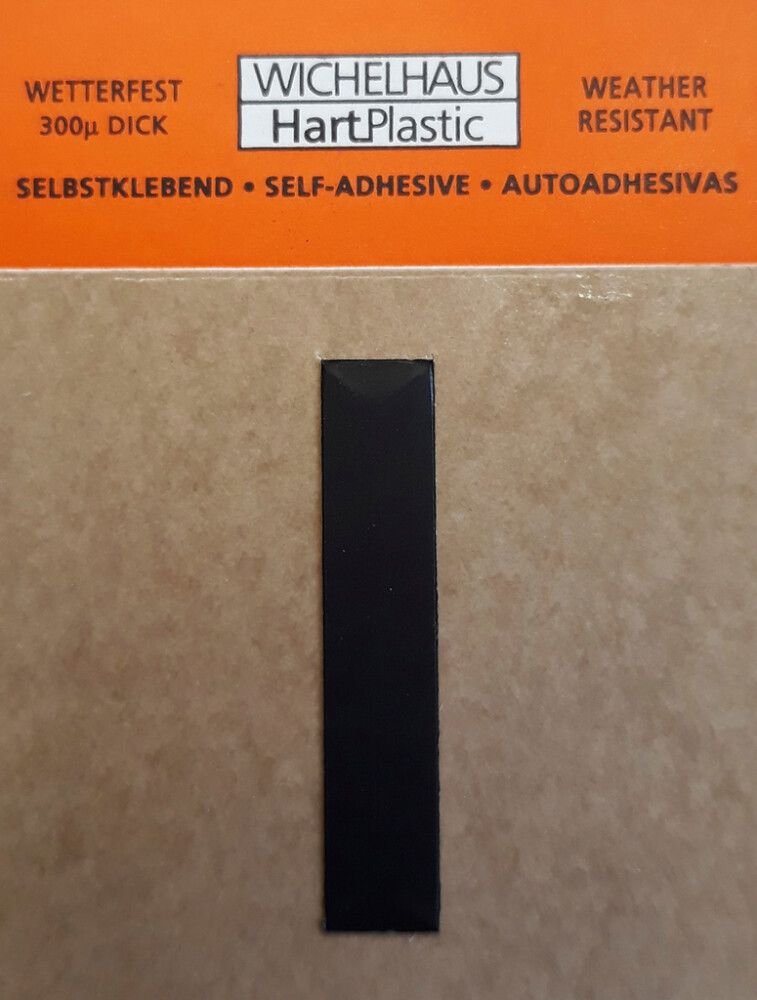 WETTERFEST
300µ DICK
WICHELHAUS
HartPlastic
WEATHER
RESISTANT
SELBSTKLEBEND • SELF-ADHESIVE • AUTOADHESIVAS
I